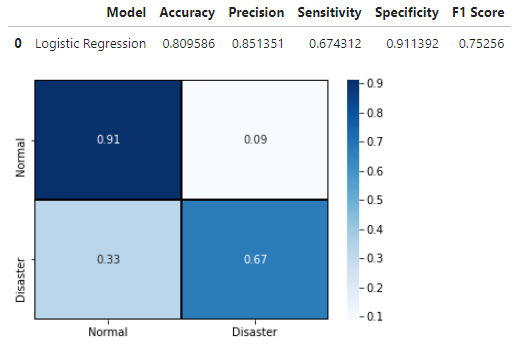 Model Accuracy Precision Sensitivity Specificity F1 Score
0 Logistic Regression 0.809586 0.851351 0.674312 0.911392 0.75256
0.9
0.8
0.7
0.6
0.5
0.4
0.3
0.2
0.1
Normal
0.91 0.09
Disaster
0.33 0.67
Normal Disaster